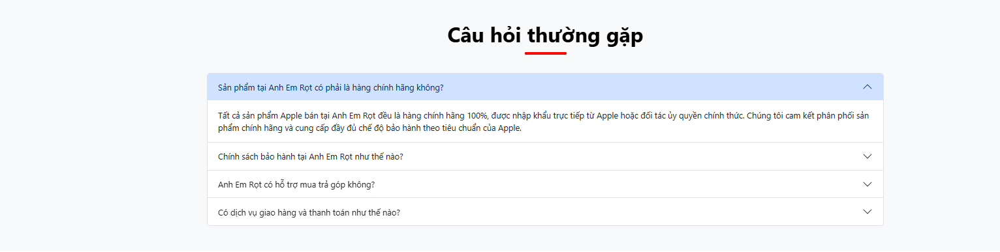 Câu hỏi thường gặp
Sản phẩm tại Anh Em Rọt có phải là hàng chính hãng không?
Tất cả sản phẩm Apple bán tại Anh Em Rọt đều là hàng chính hãng 100%, được nhập khẩu trực tiếp từ Apple hoặc đối tác ủy quyền chính thức. Chúng tôi cam kết phân phối sản
phẩm chính hãng và cung cấp đầy đủ chế độ bảo hành theo tiêu chuẩn của Apple.
Chính sách bảo hành tại Anh Em Rọt như thế nào?
Anh Em Rọt có hỗ trợ mua trả góp không?
Có dịch vụ giao hàng và thanh toán như thế nào?